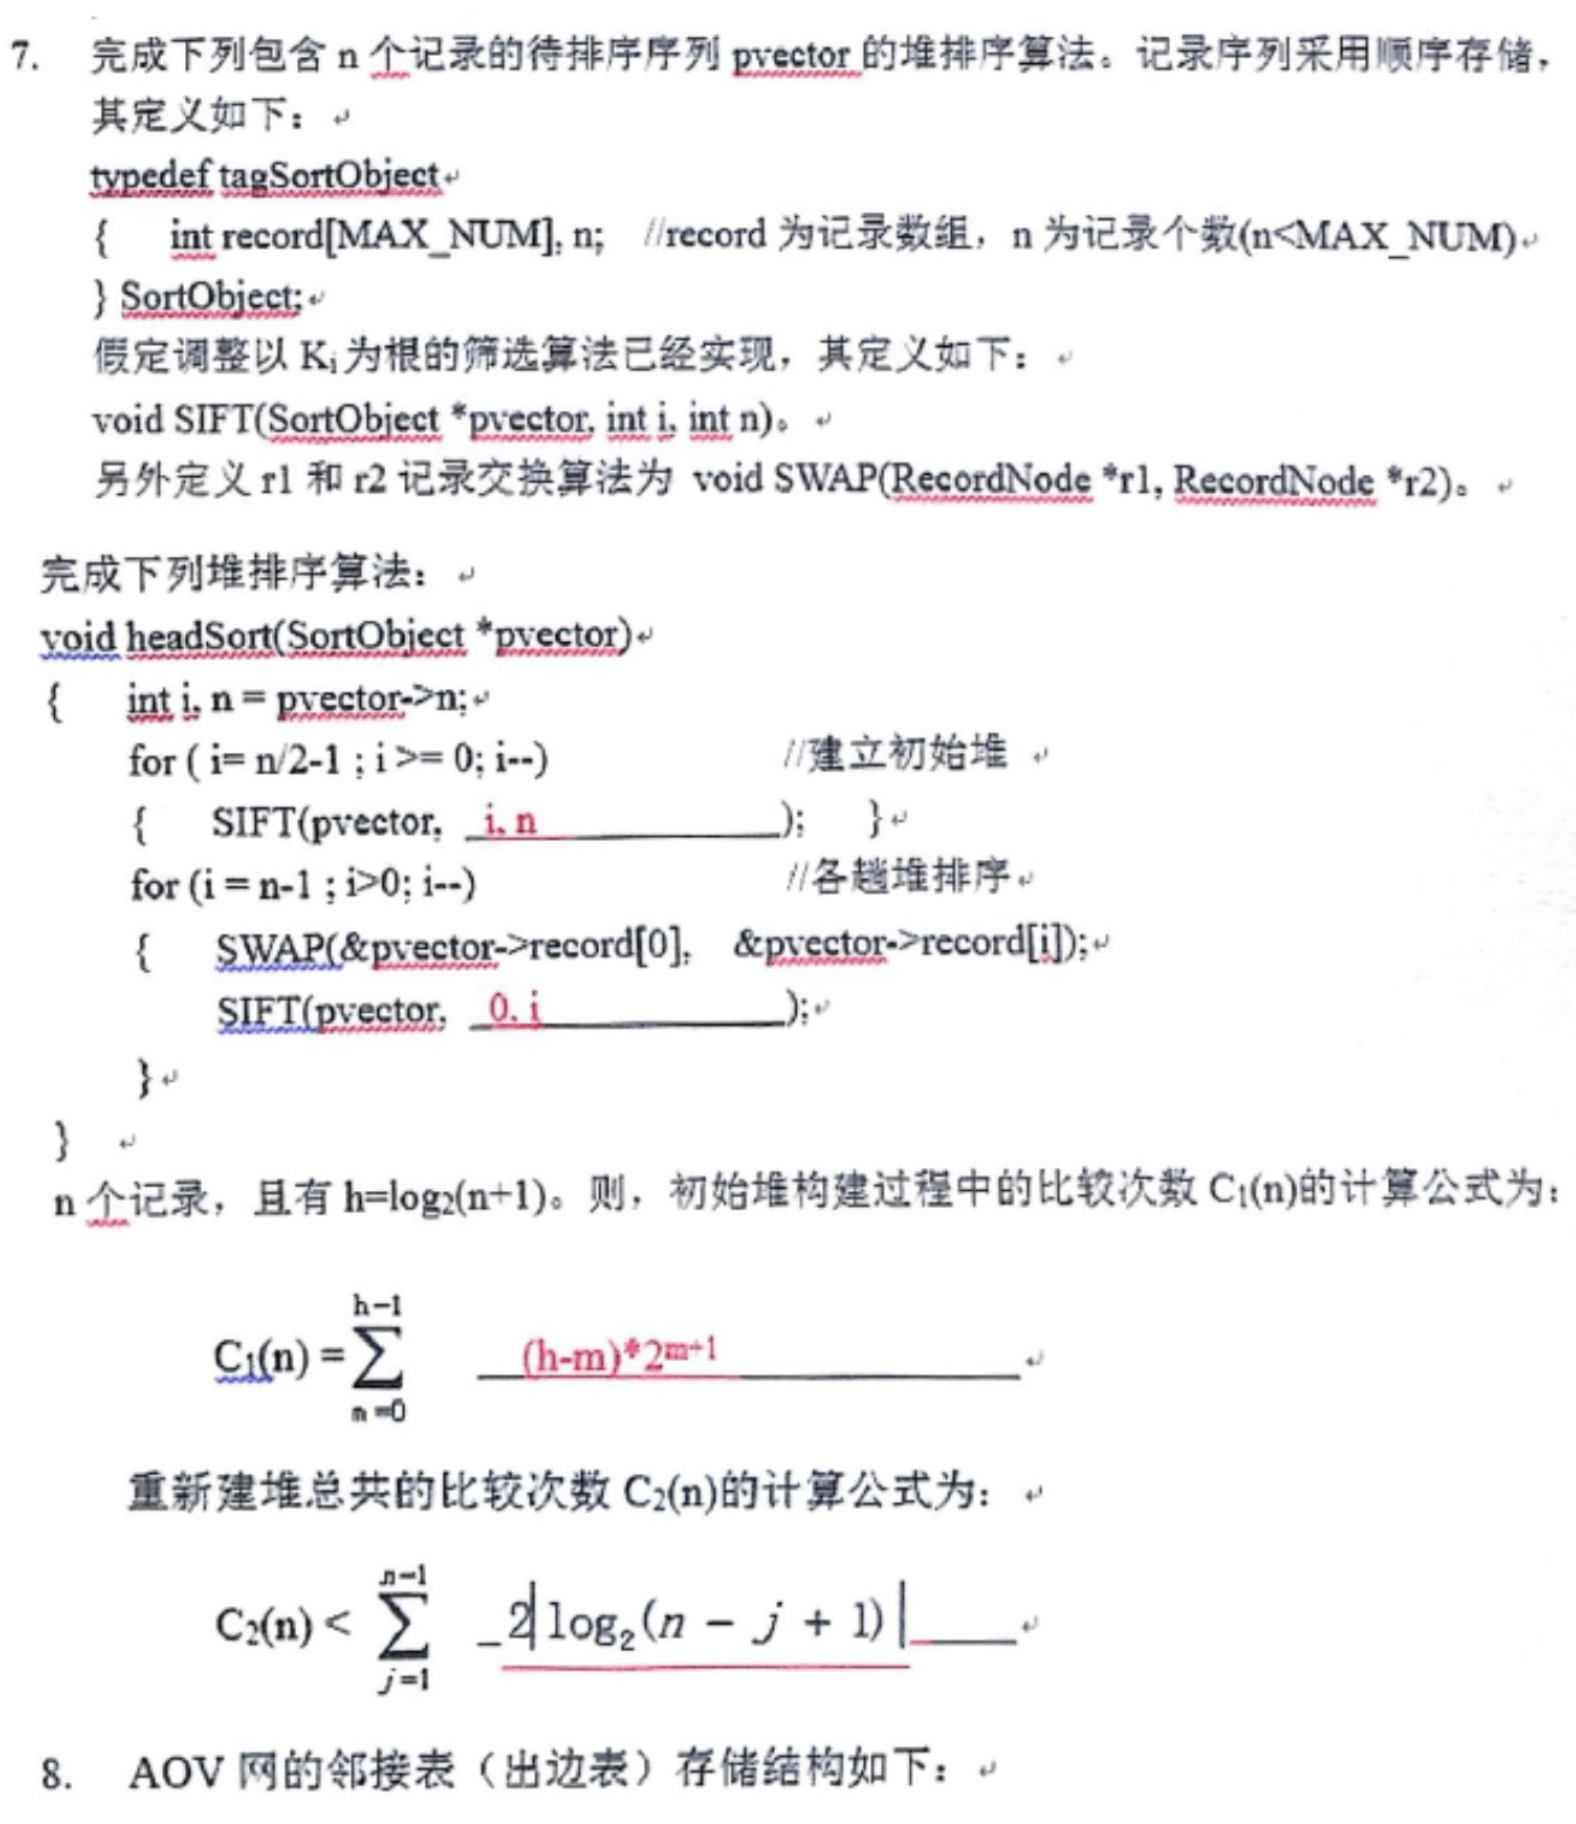 7. 完成下列包含 n 个记录的待排序序列 pvector 的堆排序算法。记录序列采用顺序存储，
其定义如下：
typedef tagSortObject
{ int record[MAX_NUM], n; //record 为记录数组，n 为记录个数(n<MAX_NUM)
} SortObject;
假定调整以 Ki 为根的筛选算法已经实现，其定义如下：
void SIFT(SortObject *pvector, int i, int n)。
另外定义 r1 和 r2 记录交换算法为 void SWAP(RecordNode *r1, RecordNode *r2)。
完成下列堆排序算法：
void headSort(SortObject *pvector)
{ int i, n = pvector->n;
for ( i= n/2-1 ; i >= 0; i--) //建立初始堆
{ SIFT(pvector, i, n ); }
for (i = n-1 ; i>0; i--) //各趟堆排序
{ SWAP(&pvector->record[0], &pvector->record[i]);
SIFT(pvector, 0, i );
}
}
n 个记录，且有 h=log₂(n+1)。则，初始堆构建过程中的比较次数 C₁(n)的计算公式为：
h-1
C₁(n) = ∑ (h-m)*2^{m+1}
m=0
重新建堆总共的比较次数 C₂(n)的计算公式为：
n-1
C₂(n) < ∑ 2|log₂(n − j + 1)|
j=1
8. AOV 网的邻接表（出边表）存储结构如下：